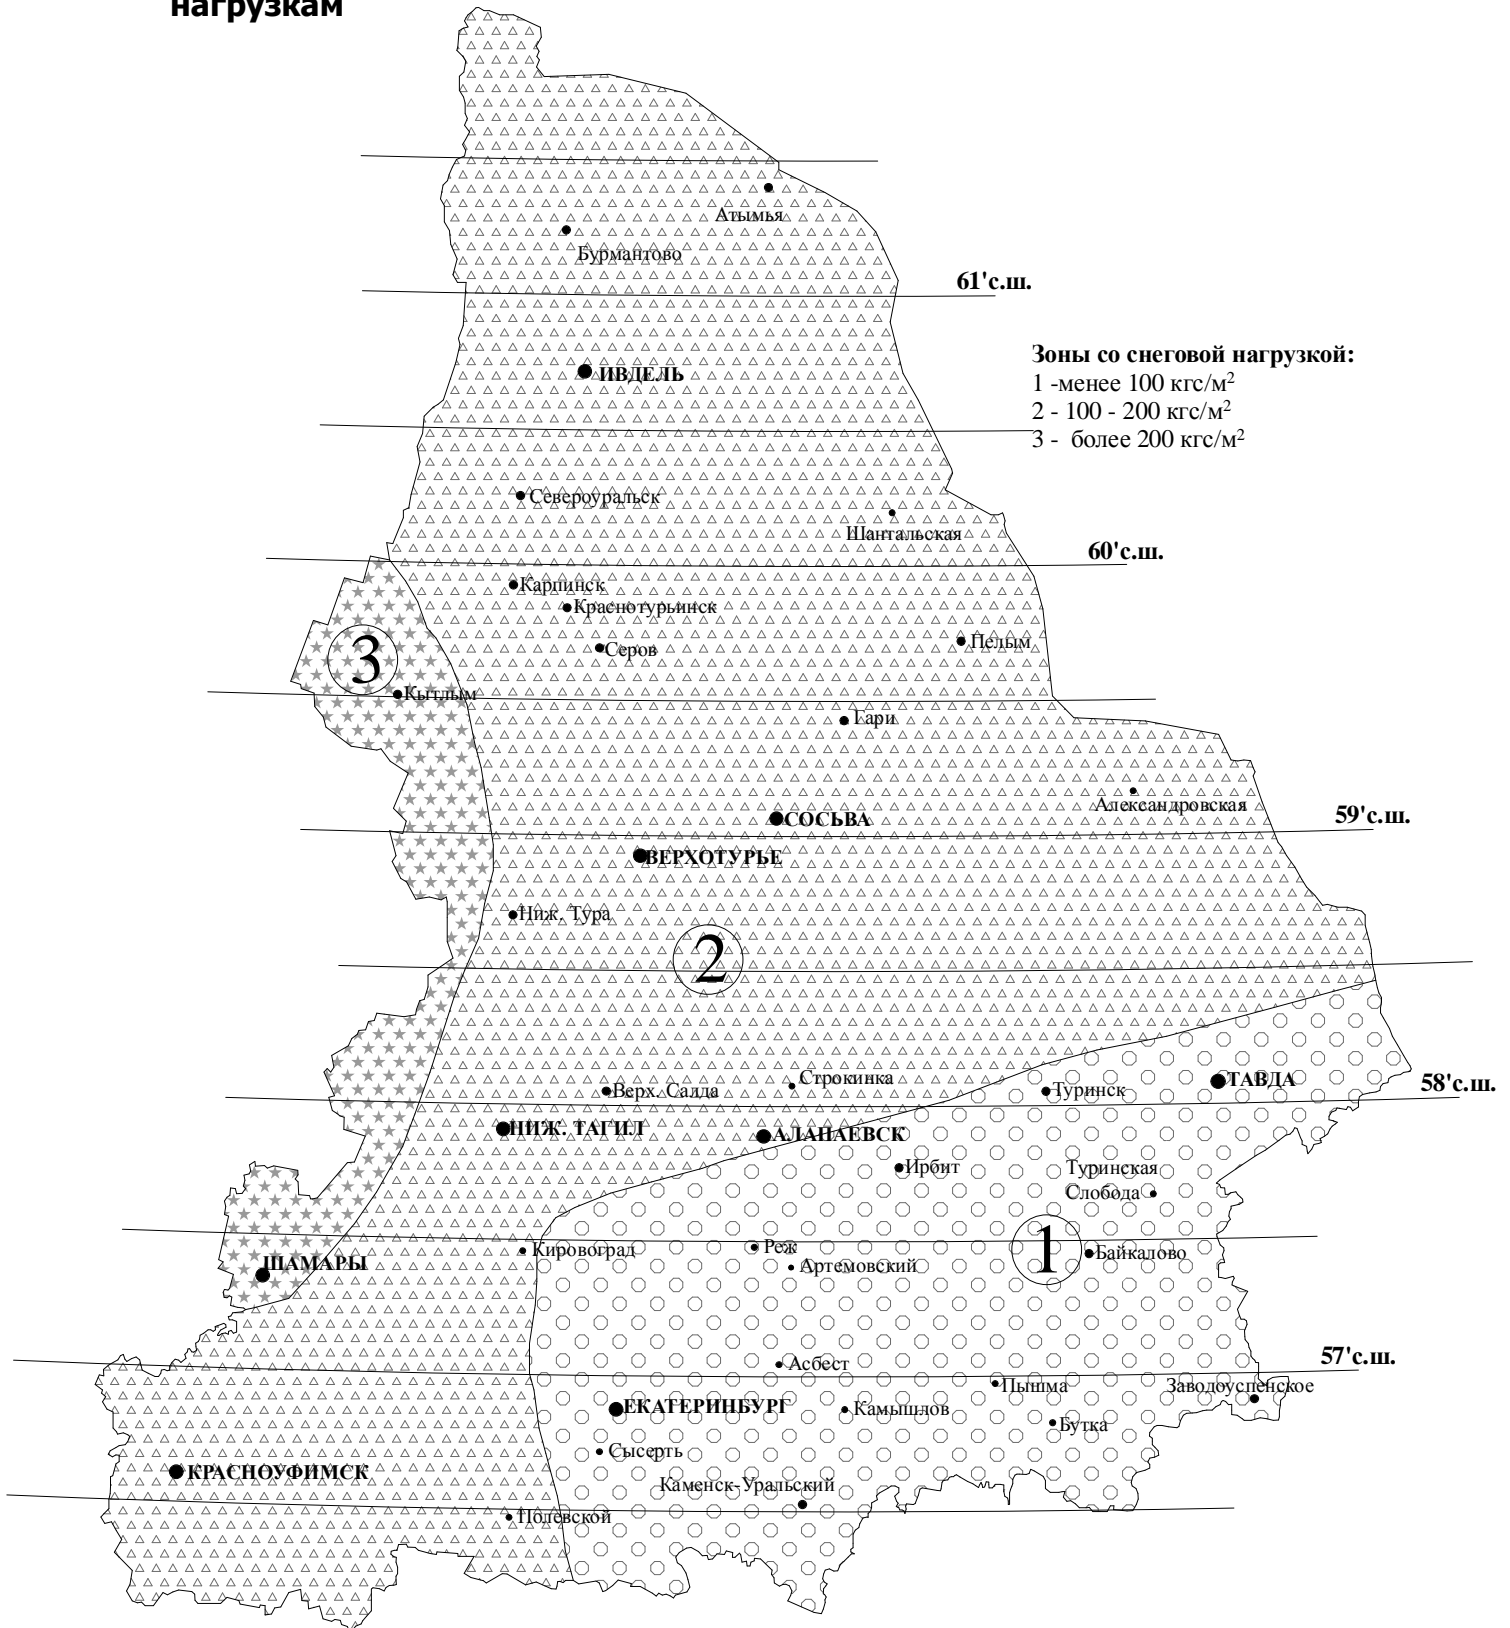 нагрузкам
Атымья
Бурмантово
61'с.ш.
Зоны со снеговой нагрузкой:
1 -менее 100 кгс/м²
2 - 100 - 200 кгс/м²
3 - более 200 кгс/м²
ИВДЕЛЬ
Североуральск
Шантальская
60'с.ш.
Карпинск
Краснотурьинск
Серов
Пелым
3
Кытлым
Гари
Александровская
59'с.ш.
СОСЬВА
ВЕРХОТУРЬЕ
Ниж. Тура
2
Строкинка
Верх. Салда
Туринск
ТАВДА
58'с.ш.
НИЖ. ТАГИЛ
АЛАПАЕВСК
Ирбит
Туринская
Слобода
Кировоград
Реж
1
Байкалово
ШАМАРЫ
Артемовский
57'с.ш.
Асбест
Пышма
Заводоуспенское
ЕКАТЕРИНБУРГ
Камышлов
Бутка
Сысерть
КРАСНОУФИМСК
Каменск-Уральский
Полевской